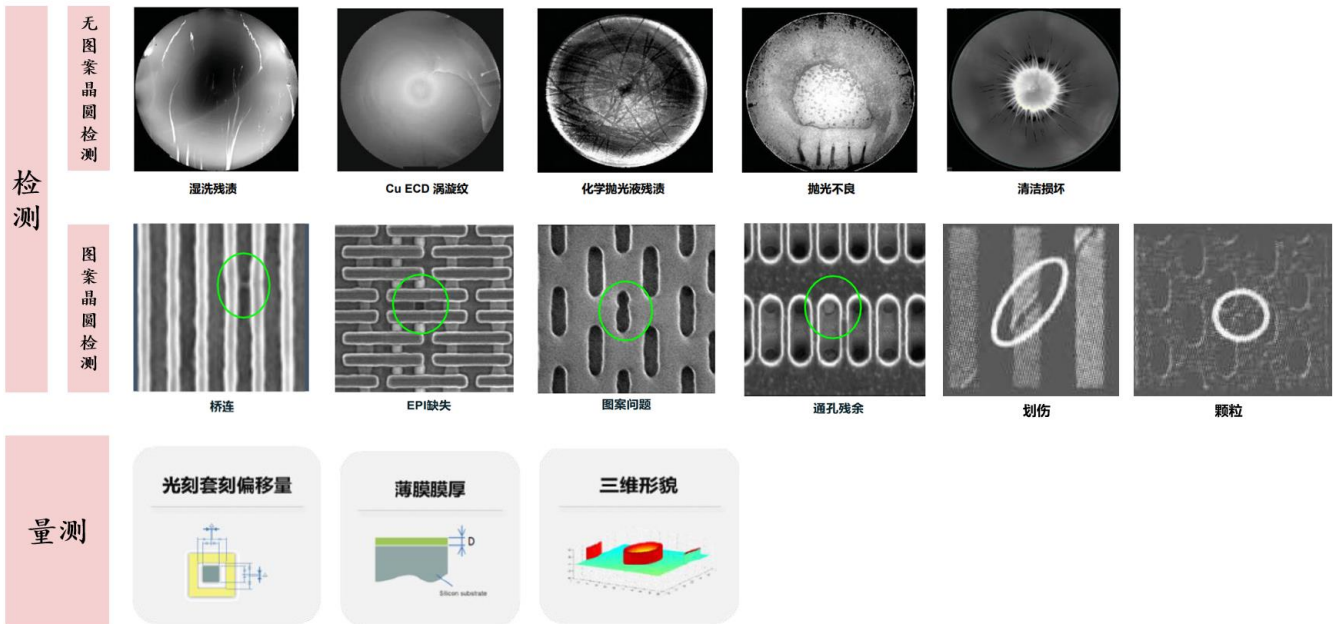 检测
无图案晶圆检测
湿洗残渍
Cu ECD 涡漩纹
化学抛光液残渍
抛光不良
清洁损坏
图案晶圆检测
桥连
EPI缺失
图案问题
通孔残余
划伤
颗粒
量测
光刻套刻偏移量
薄膜膜厚
D
Silicon substrate
三维形貌